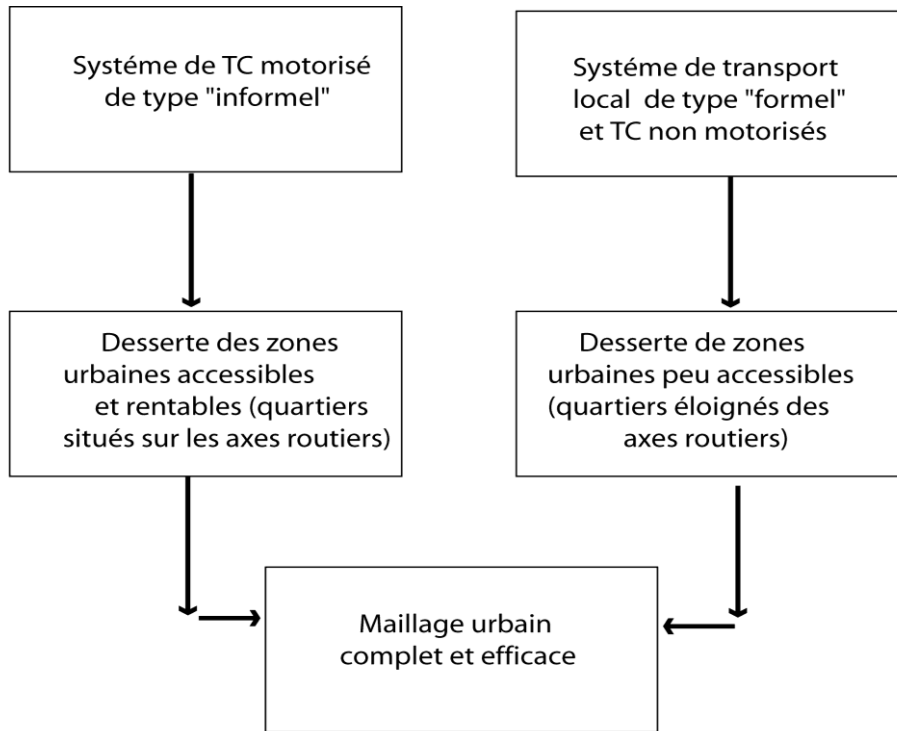 Systéme de TC motorisé
de type "informel"
Systéme de transport
local de type "formel"
et TC non motorisés
Desserte des zones
urbaines accessibles
et rentables (quartiers
situés sur les axes routiers)
Desserte de zones
urbaines peu accessibles
(quartiers éloignés des
axes routiers)
Maillage urbain
complet et efficace